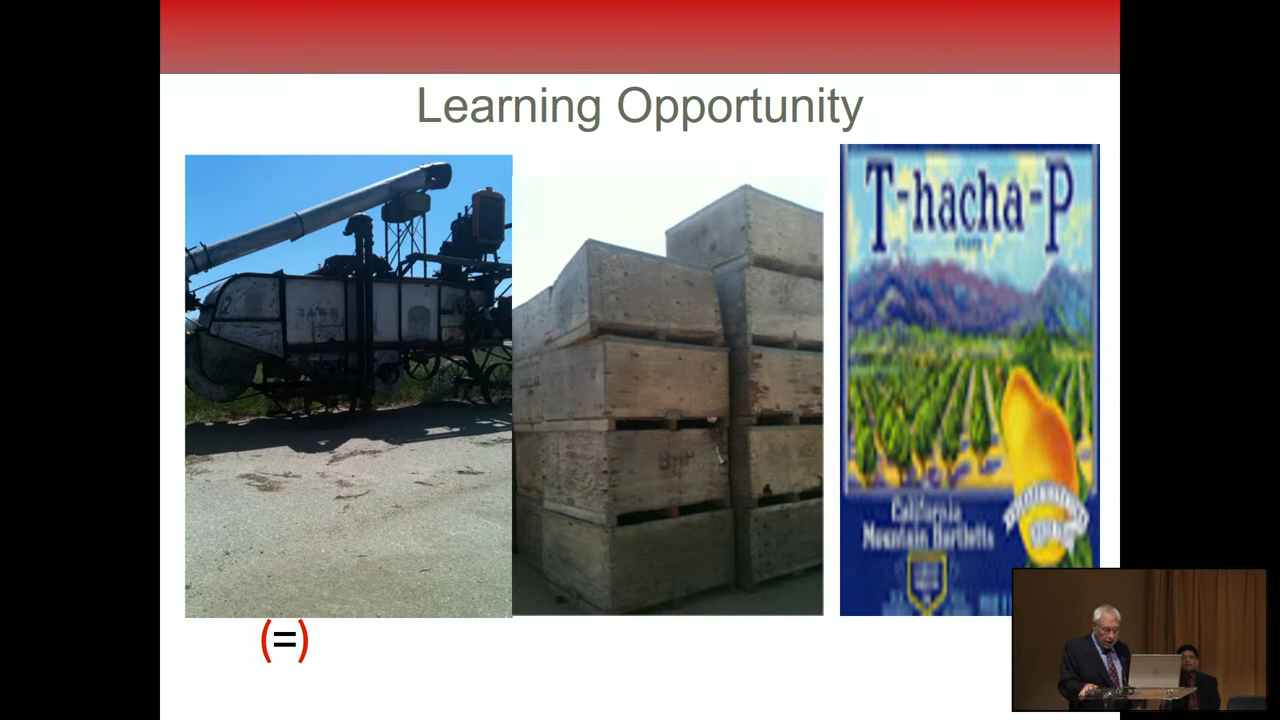 Learning Opportunity
T-hacha-P
California
Mountain Bartletts
(=)